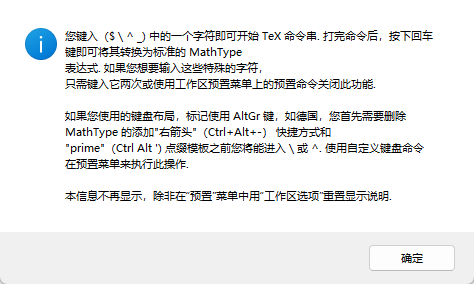 您键入（$ \ ^ _) 中的一个字符即可开始 TeX 命令串. 打完命令后，按下回车
键即可将其转换为标准的 MathType
表达式. 如果您想要输入这些特殊的字符，
只需键入它两次或使用工作区预置菜单上的预置命令关闭此功能.
如果您使用的键盘布局，标记使用 AltGr 键，如德国，您首先需要删除
MathType 的添加"右箭头"（Ctrl+Alt+-） 快捷方式和
"prime"（Ctrl Alt ') 点缀模板之前您将能进入 \ 或 ^. 使用自定义键盘命令
在预置菜单来执行此操作.
本信息不再显示，除非在"预置"菜单中用"工作区选项"重置显示说明.
确定